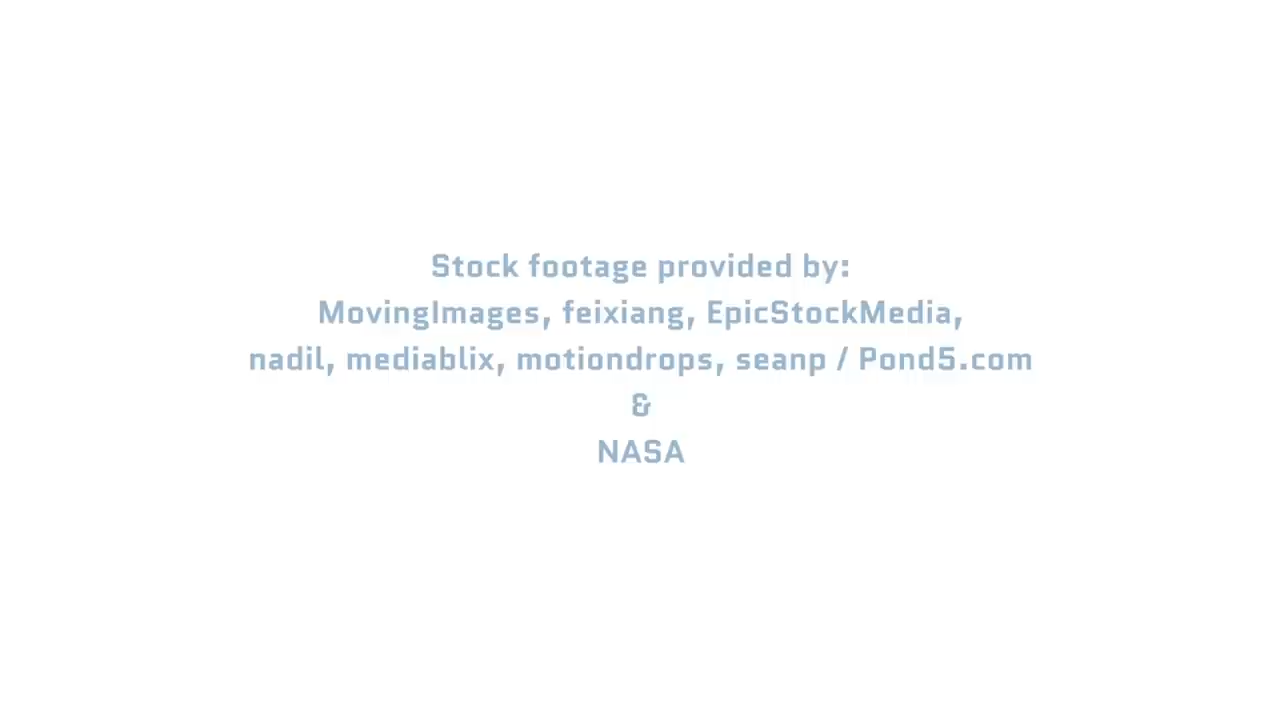 Stock footage provided by:
MovingImages, feixiang, EpicStockMedia,
nadil, mediablix, motiondrops, seanp / Pond5.com
&
NASA